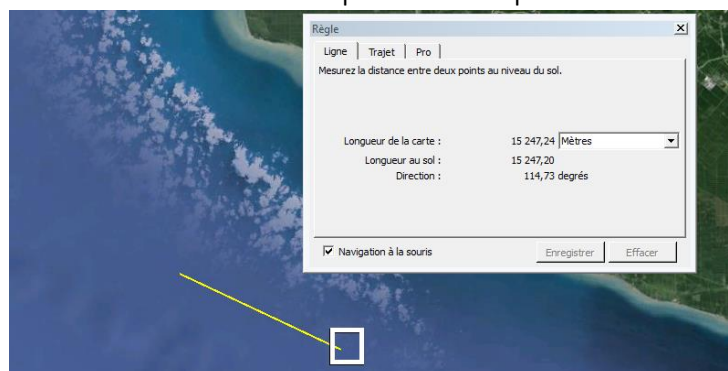 Règle
Ligne Trajet Pro
Mesurez la distance entre deux points au niveau du sol.
Longueur de la carte : 15 247,24 Mètres
Longueur au sol : 15 247,20
Direction : 114,73 degrés
Navigation à la souris Enregistrer Effacer